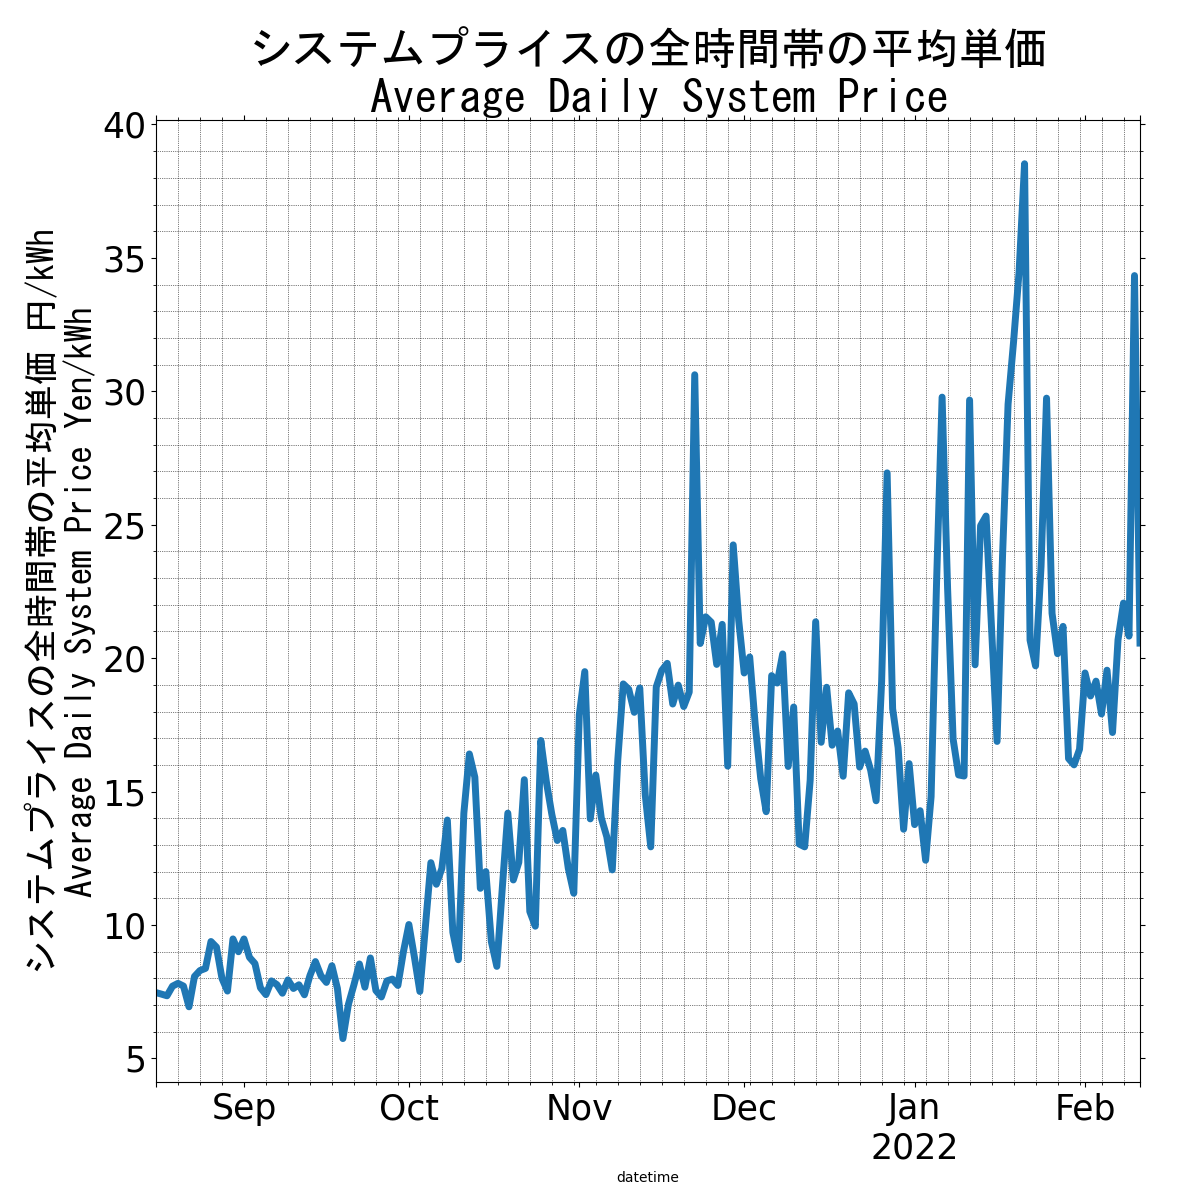 システムプライスの全時間帯の平均単価
Average Daily System Price
システムプライスの全時間帯の平均単価 円/kWh
Average Daily System Price Yen/kWh
40
35
30
25
20
15
10
5
Sep
Oct
Nov
Dec
Jan
2022
Feb
datetime